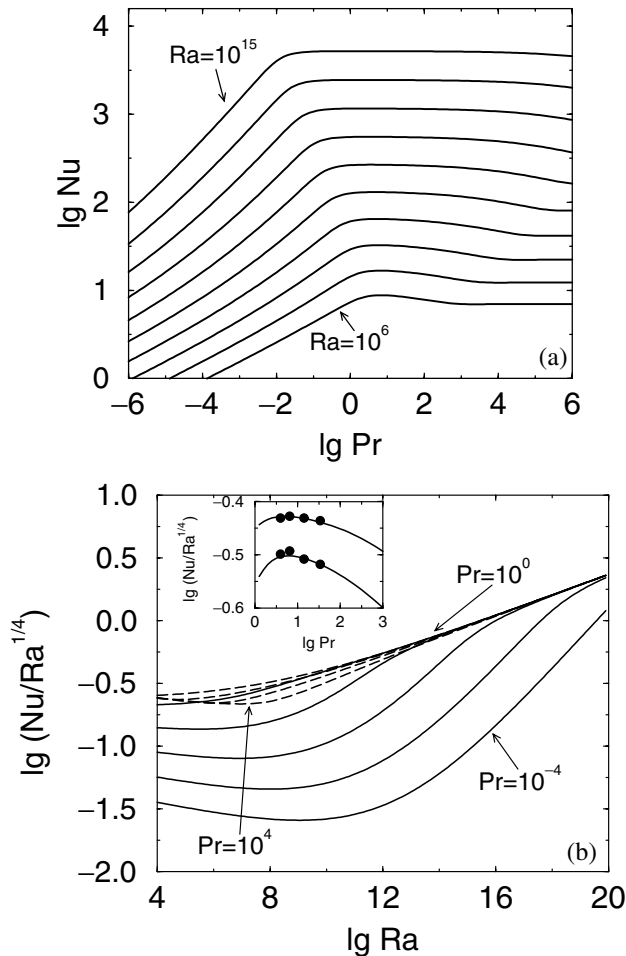 4
3
2
1
0
lg Nu
Ra=10^15
Ra=10^6
(a)
−6 −4 −2 0 2 4 6
lg Pr
1.0
0.5
0.0
−0.5
−1.0
−1.5
−2.0
lg (Nu/Ra^1/4)
−0.4
−0.5
−0.6
lg (Nu/Ra^1/4)
0 1 2 3
lg Pr
Pr=10^0
Pr=10^4
Pr=10^−4
(b)
4 8 12 16 20
lg Ra